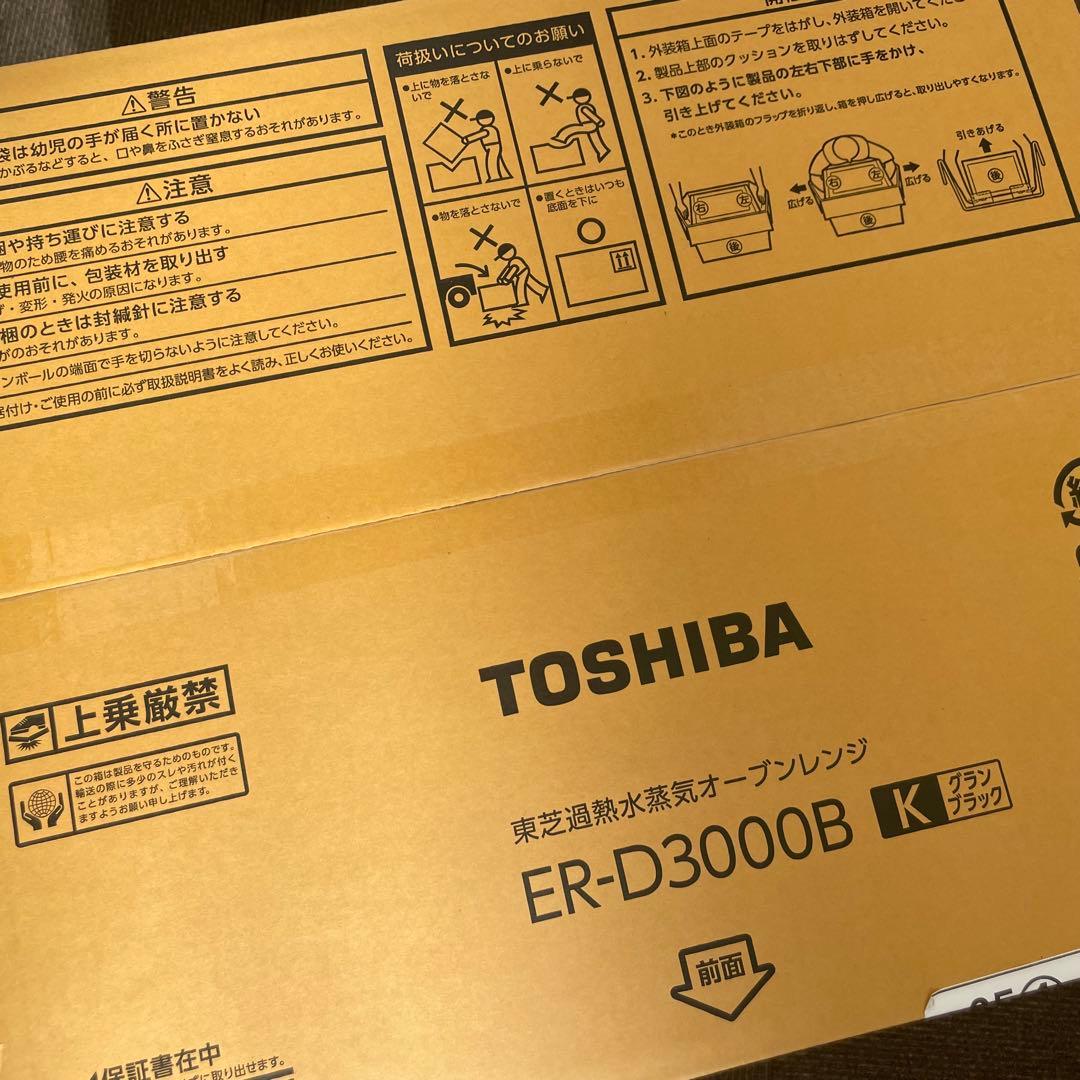 警告
袋は幼児の手が届く所に置かない
かぶるなどすると、口や鼻をふさぎ窒息するおそれがあります。
注意
梱や持ち運びに注意する
物のため腰を痛めるおそれがあります。
使用前に、包装材を取り出す
・変形・発火の原因になります。
梱のときは封緘針に注意する
がのおそれがあります。
ンボールの端面で手を切らないように注意してください。
付け・ご使用の前に必ず取扱説明書をよく読み、正しくお使いください。
荷扱いについてのお願い
●上に物を落とさな
いで
●上に乗らないで
●物を落とさないで
●置くときはいつも
底面を下に
1. 外装箱上面のテープをはがし、外装箱を開いてくだ
2. 製品上部のクッションを取りはずしてください。
3. 下図のように製品の左右下部に手をかけ、
引き上げてください。
*このとき外装箱のフラップを折り返し、箱を押し広げると、取り出しやすくなります。
右 左 後
広げる 右 左 広げる 後
引きあげる
後
TOSHIBA
上乗厳禁
この箱は製品を守るためのものです。
輸送の際に多少のスレや汚れが付く
ことがありますが、ご理解いただき
ますようお願い申し上げます。
東芝過熱水蒸気オーブンレンジ
ER-D3000B K グラン
ブラック
前面
保証書在中
に取り出せます。